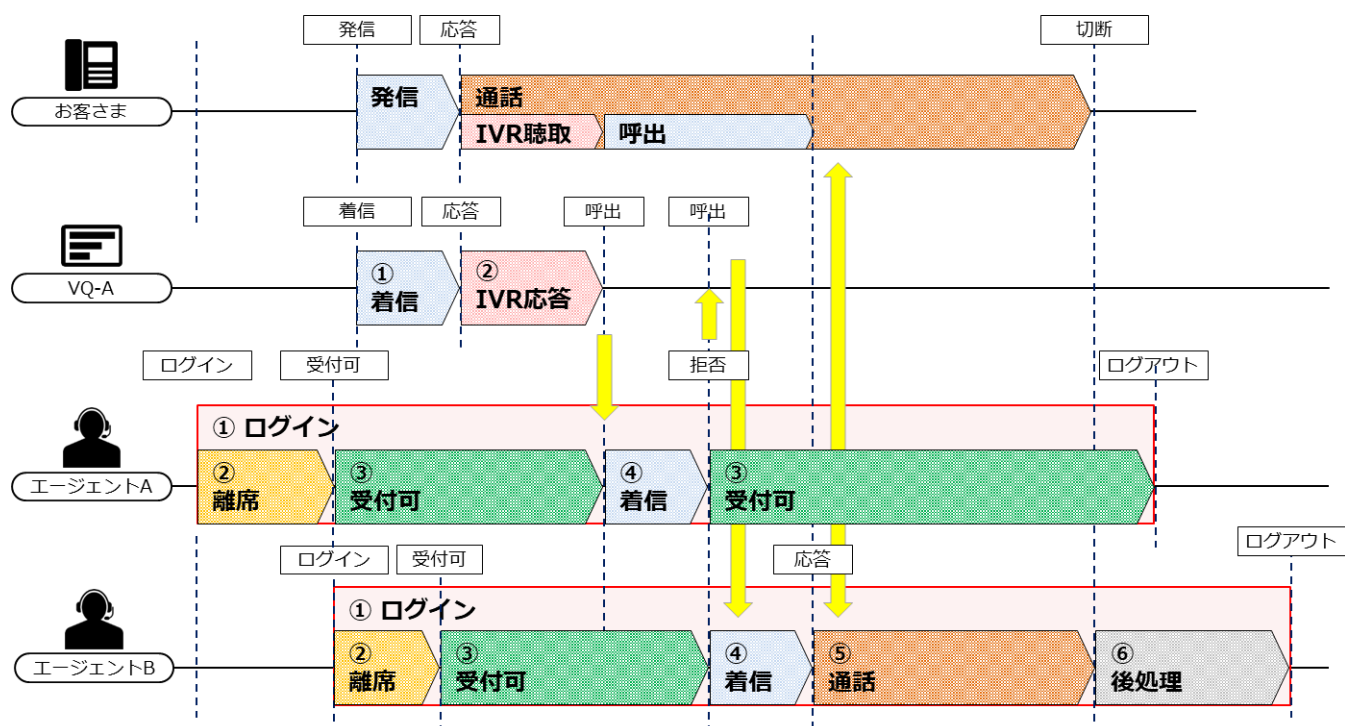 発信
応答
切断
お客さま
発信
通話
IVR聴取
呼出
着信
応答
呼出
呼出
VQ-A
①
着信
②
IVR応答
ログイン
受付可
拒否
ログアウト
① ログイン
エージェントA
②
離席
③
受付可
④
着信
③
受付可
ログイン
受付可
応答
ログアウト
① ログイン
エージェントB
②
離席
③
受付可
④
着信
⑤
通話
⑥
後処理